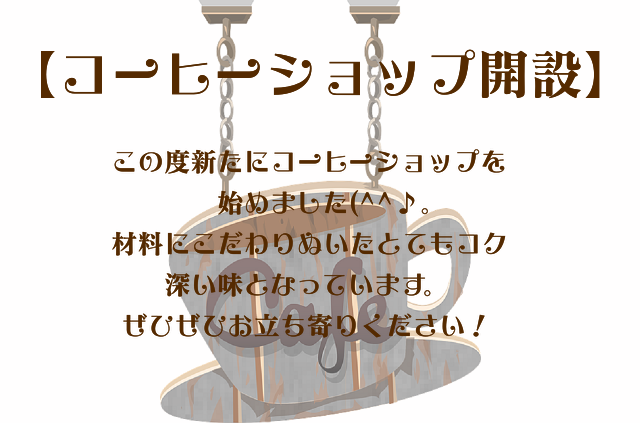 【コーヒーショップ開設】
この度新たにコーヒーショップを
始めました(^^♪。
材料にこだわりぬいたとてもコク
深い味となっています。
ぜひぜひお立ち寄りください！
Cafe